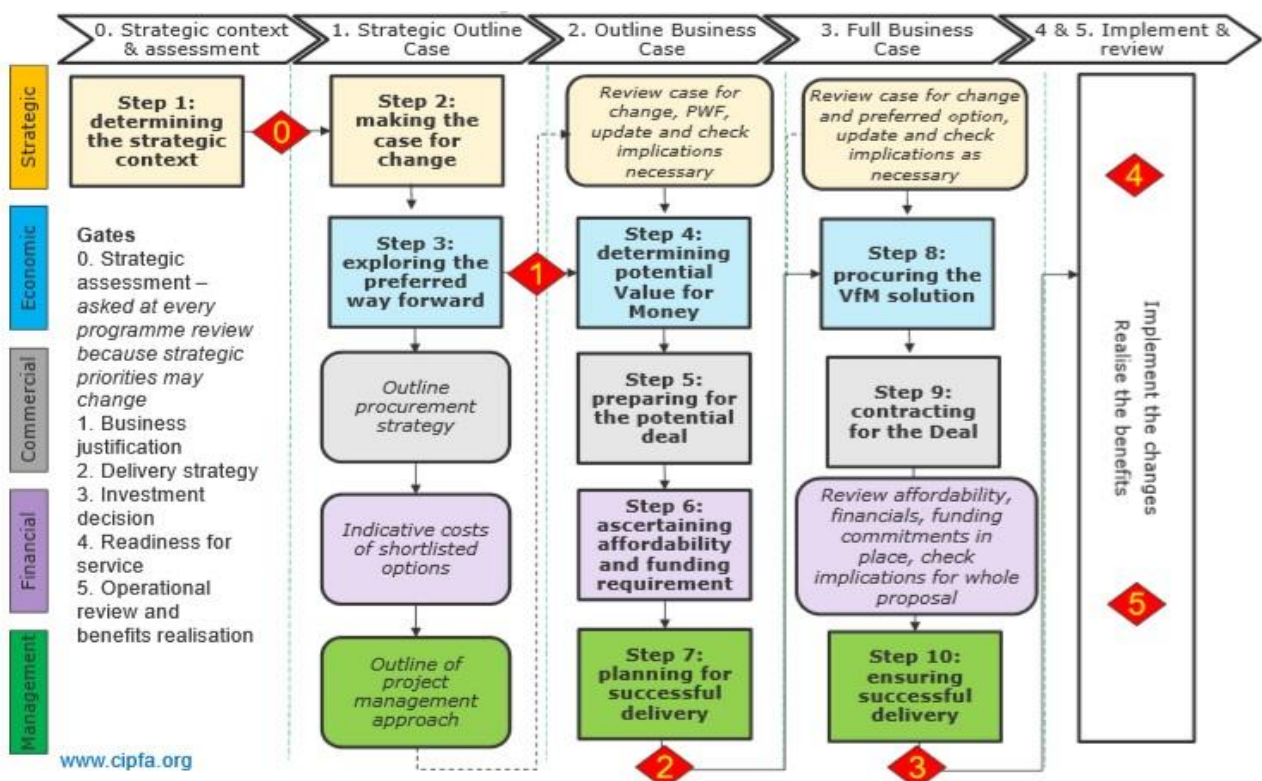 0. Strategic context
& assessment
1. Strategic Outline
Case
2. Outline Business
Case
3. Full Business
Case
4 & 5. Implement &
review
Strategic
Step 1:
determining
the strategic
context
0
Step 2:
making the
case for
change
Review case for
change, PWF,
update and check
implications
necessary
Review case for change
and preferred option,
update and check
implications as
necessary
4
Economic
Gates
0. Strategic
assessment –
asked at every
programme review
because strategic
priorities may
change
1. Business
justification
2. Delivery strategy
3. Investment
decision
4. Readiness for
service
5. Operational
review and
benefits realisation
Step 3:
exploring the
preferred
way forward
1
Step 4:
determining
potential
Value for
Money
Step 8:
procuring the
VfM solution
Implement the changes
Realise the benefits
Commercial
Outline
procurement
strategy
Step 5:
preparing for
the potential
deal
Step 9:
contracting
for the Deal
Financial
Indicative costs
of shortlisted
options
Step 6:
ascertaining
affordability
and funding
requirement
Review affordability,
financials, funding
commitments in
place, check
implications for whole
proposal
5
Management
Outline of
project
management
approach
Step 7:
planning for
successful
delivery
2
Step 10:
ensuring
successful
delivery
3
www.cipfa.org